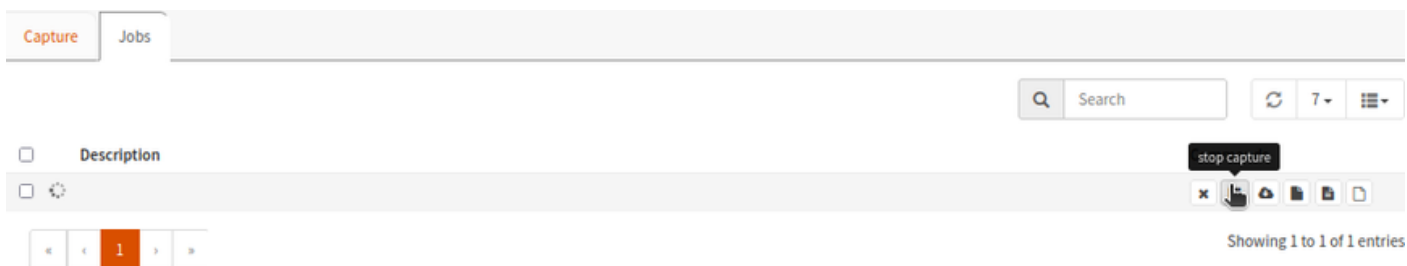 Capture Jobs
Search 7
Description
stop capture
« ‹ 1 › »
Showing 1 to 1 of 1 entries